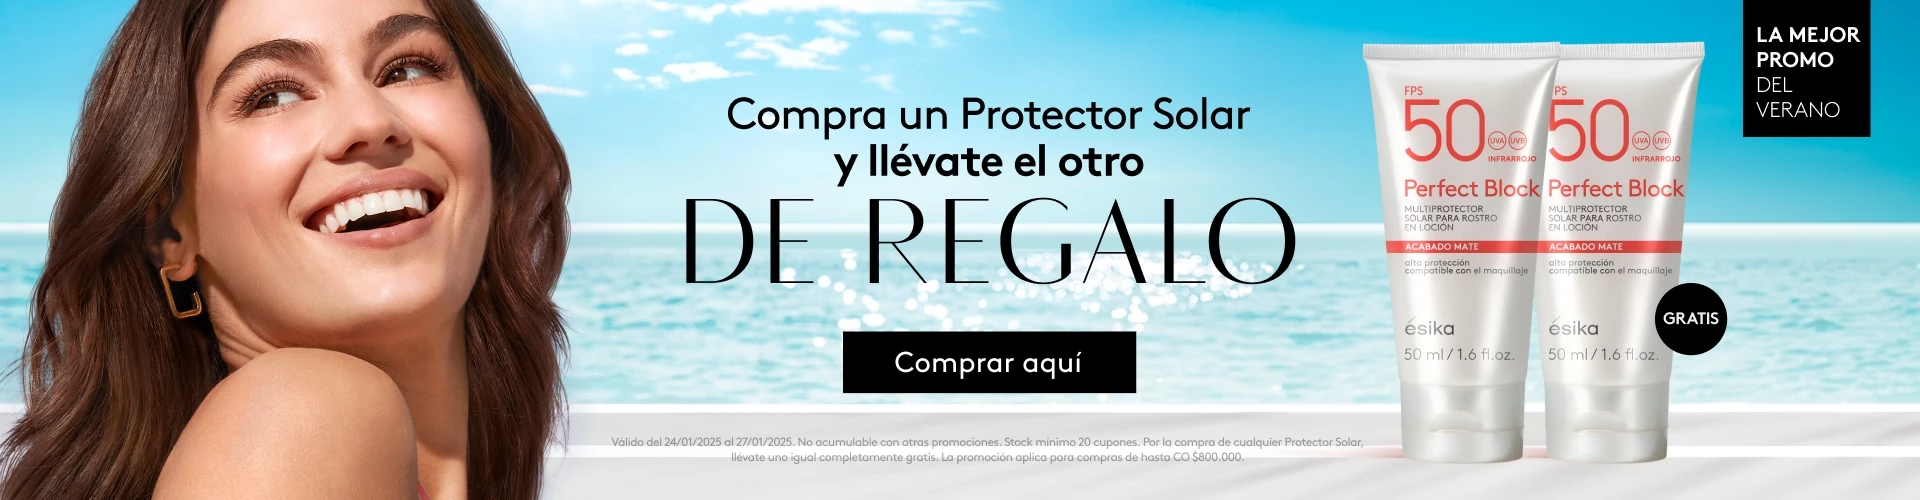 Compra un Protector Solar
y llévate el otro
DE REGALO
Comprar aquí
Válido del 24/01/2025 al 27/01/2025. No acumulable con otras promociones. Stock mínimo 20 cupones. Por la compra de cualquier Protector Solar,
llévate uno igual completamente gratis. La promoción aplica para compras de hasta CO $800.000.
FPS
50
UVA UVB
INFRARROJO
Perfect Block
MULTIPROTECTOR
SOLAR PARA ROSTRO
EN LOCIÓN
ACABADO MATE
alta protección
compatible con el maquillaje
ésika
50 ml / 1.6 fl.oz.
PS
50
UVA UVB
INFRARROJO
Perfect Block
MULTIPROTECTOR
SOLAR PARA ROSTRO
EN LOCIÓN
ACABADO MATE
alta protección
compatible con el maquillaje
ésika
50 ml / 1.6 fl.oz.
GRATIS
LA MEJOR
PROMO
DEL
VERANO